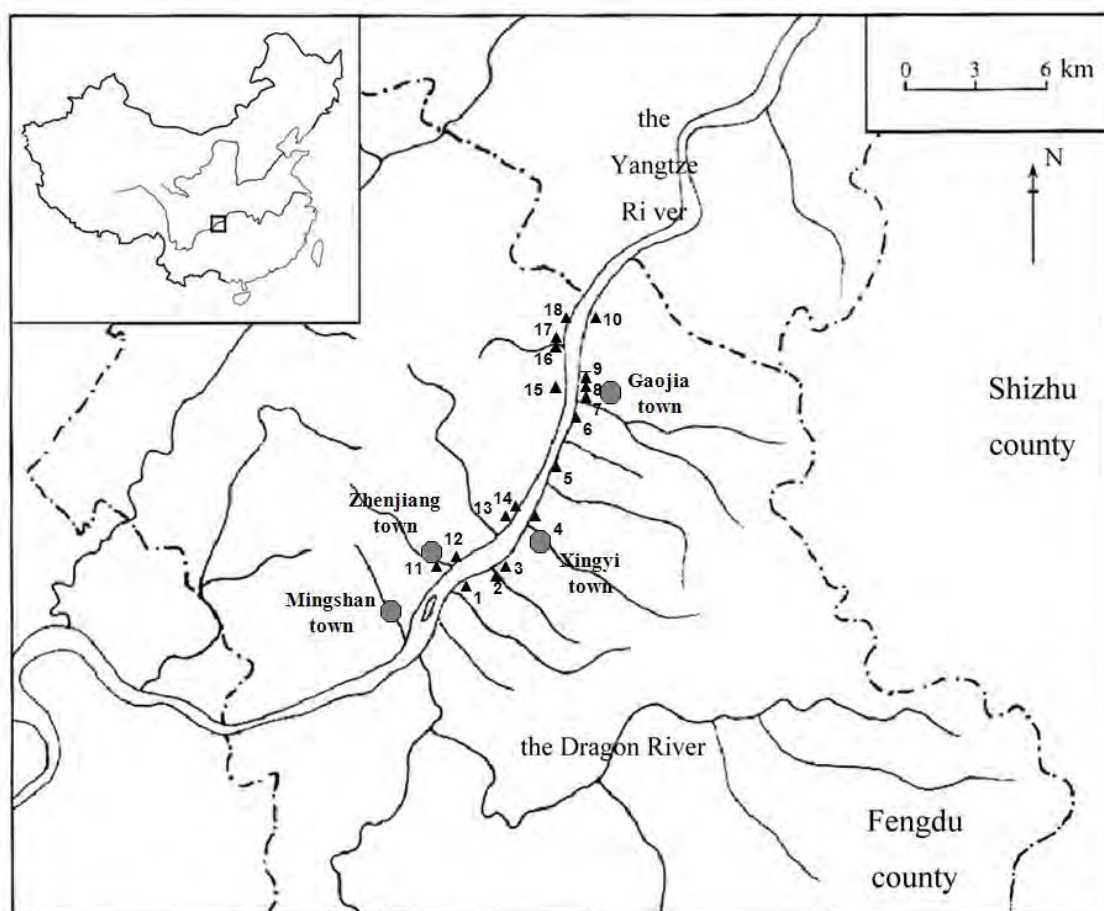 0 3 6 km
the
Yangtze
Ri ver
N
18
10
17
16
15
9
8
7
Gaojia
town
6
Shizhu
county
5
14
13
4
Zhenjiang
town
12
11
3
2
1
Xingyi
town
Mingshan
town
the Dragon River
Fengdu
county